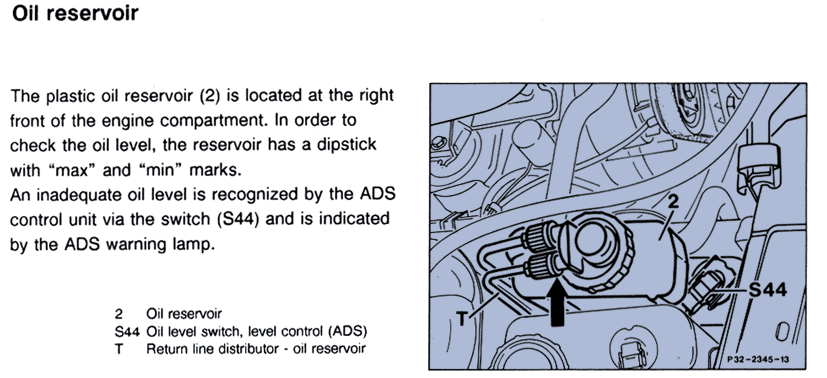 Oil reservoir
The plastic oil reservoir (2) is located at the right
front of the engine compartment. In order to
check the oil level, the reservoir has a dipstick
with “max” and “min” marks.
An inadequate oil level is recognized by the ADS
control unit via the switch (S44) and is indicated
by the ADS warning lamp.
2 Oil reservoir
S44 Oil level switch, level control (ADS)
T Return line distributor - oil reservoir
2
S44
T
P32-2345-13